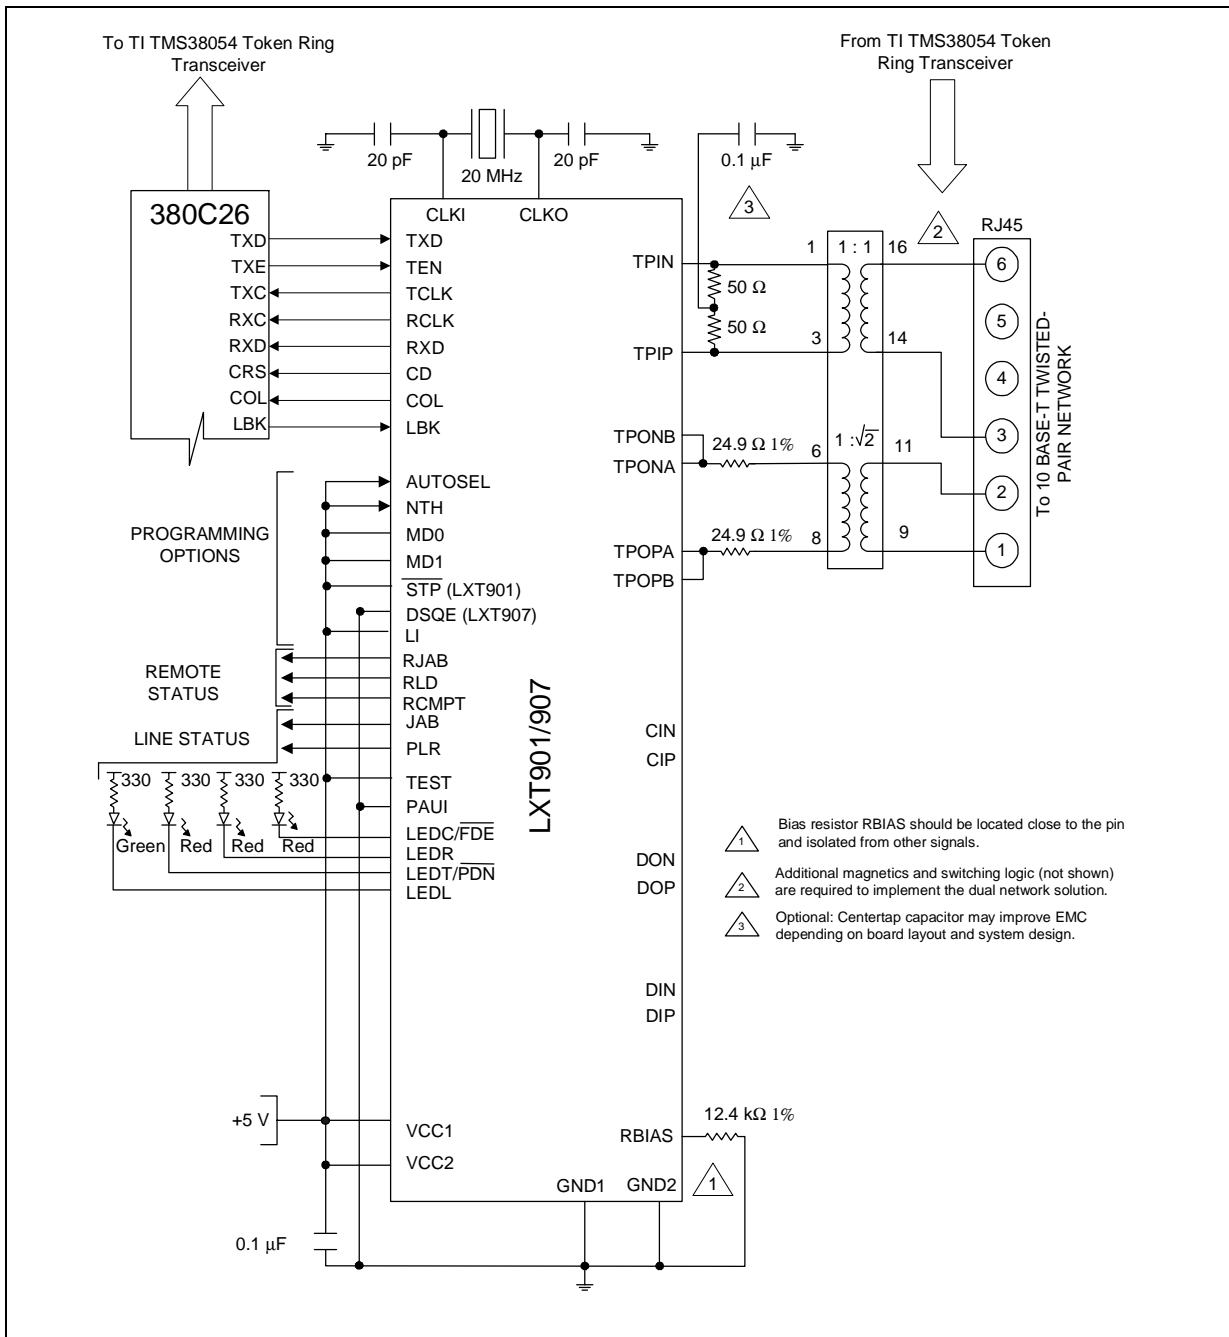 To TI TMS38054 Token Ring
Transceiver
From TI TMS38054 Token
Ring Transceiver
20 pF
20 MHz
20 pF
0.1 μF
3
2
380C26
TXD
TXE
TXC
RXC
RXD
CRS
COL
LBK
CLKI
CLKO
TXD
TEN
TCLK
RCLK
RXD
CD
COL
LBK
AUTOSEL
NTH
MD0
MD1
STP (LXT901)
DSQE (LXT907)
LI
RJAB
RLD
RCMPT
JAB
PLR
TEST
PAUI
LEDC/FDE
LEDR
LEDT/PDN
LEDL
VCC1
VCC2
PROGRAMMING
OPTIONS
REMOTE
STATUS
LINE STATUS
330 330 330 330
Green Red Red Red
+5 V
0.1 μF
LXT901/907
TPIN
TPIP
TPONB
TPONA
TPOPA
TPOPB
CIN
CIP
DON
DOP
DIN
DIP
RBIAS
GND1 GND2
50 Ω
50 Ω
24.9 Ω 1%
24.9 Ω 1%
1 1 : 1 16
3 14
6 1 :√2 11
8 9
RJ45
6
5
4
3
2
1
To 10 BASE-T TWISTED-
PAIR NETWORK
12.4 kΩ 1%
1
1 Bias resistor RBIAS should be located close to the pin
and isolated from other signals.
2 Additional magnetics and switching logic (not shown)
are required to implement the dual network solution.
3 Optional: Centertap capacitor may improve EMC
depending on board layout and system design.